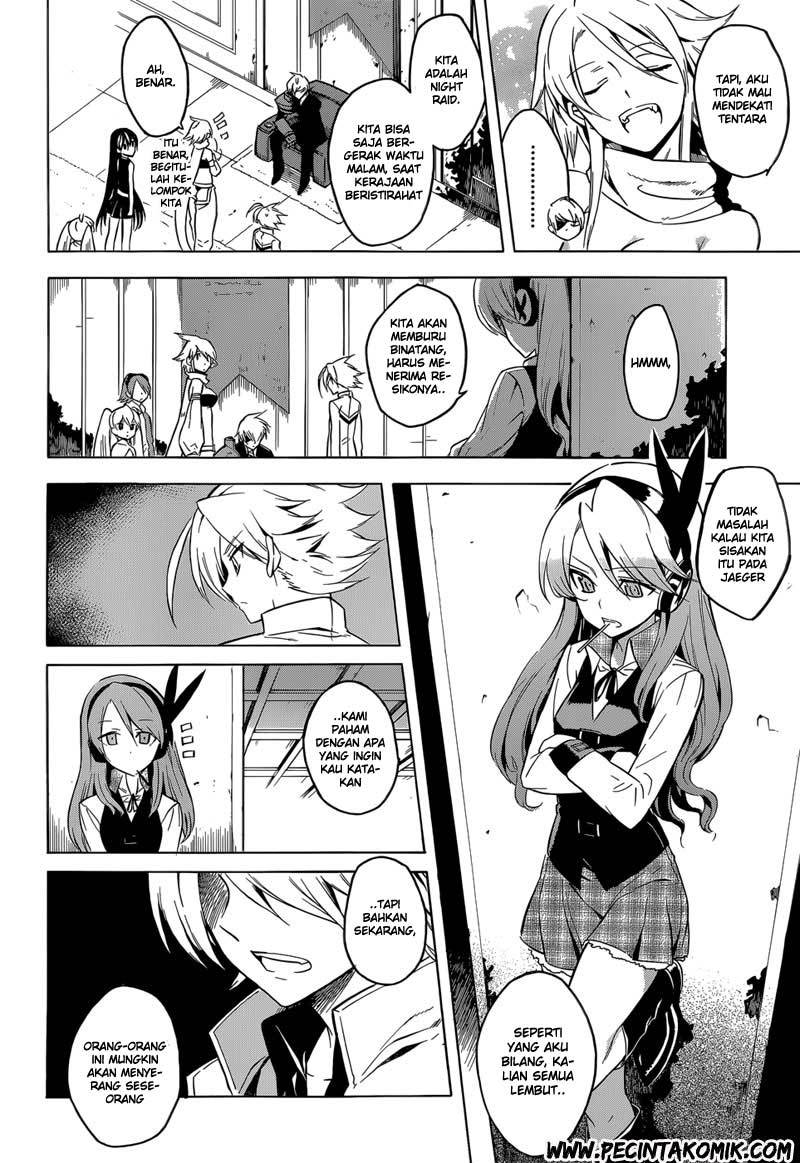 TAPI, AKU
TIDAK MAU
MENDEKATI
TENTARA
.........
KITA
ADALAH
NIGHT
RAID.
KITA BISA
SAJA BER-
GERAK WAKTU
MALAM, SAAT
KERAJAAN
BERISTIRAHAT
AH,
BENAR.
ITU
BENAR,
BEGITU-
LAH KE-
LOMPOK
KITA
HMMM,
KITA AKAN
MEMBURU
BINATANG,
HARUS ME-
NERIMA RE-
SIKONYA..
TIDAK
MASALAH
KALAU KITA
SISAKAN
ITU PADA
JAEGER
SEPERTI
YANG AKU
BILANG, KA-
LIAN SEMUA
LEMBUT..
..KAMI
PAHAM
DENGAN APA
YANG INGIN
KAU KATA-
KAN
..TAPI
BAHKAN
SEKARANG,
ORANG-ORANG
INI MUNGKIN
AKAN MENYE-
RANG SESE-
ORANG
WWW.PECINTAKOMIK.COM